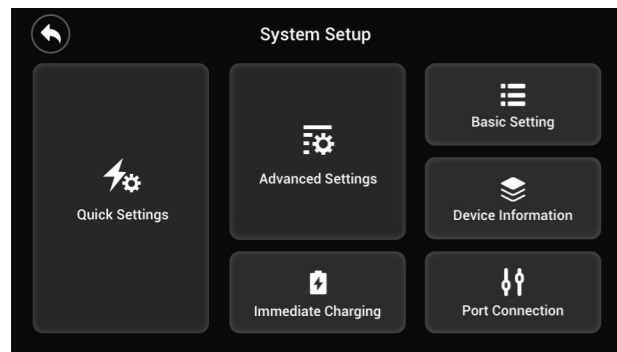 System Setup
Quick Settings
Advanced Settings
Immediate Charging
Basic Setting
Device Information
Port Connection